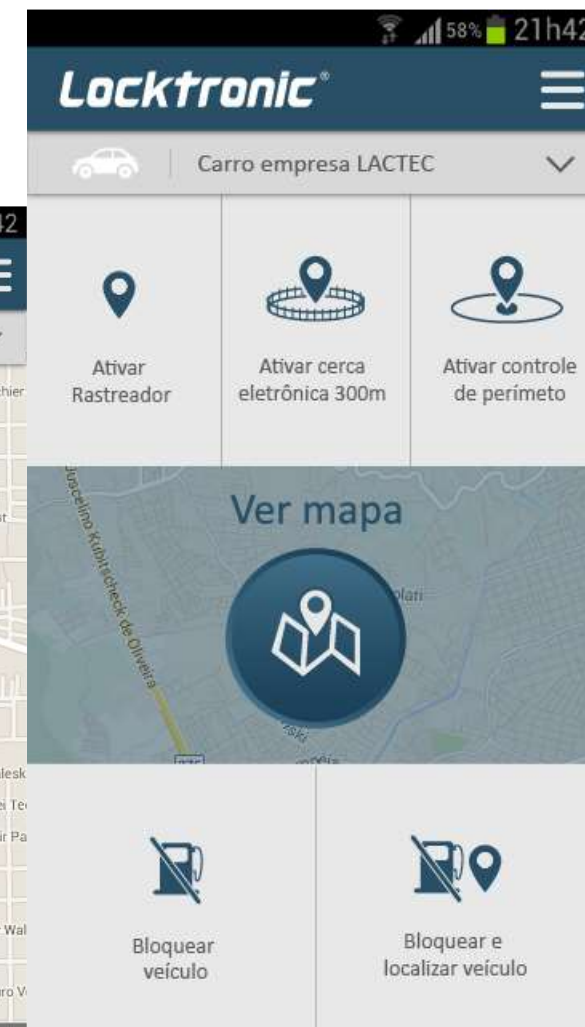 58% 21h42
Locktronic®
Carro empresa LACTEC
Ativar
Rastreador
Ativar cerca
eletrônica 300m
Ativar controle
de perímeto
Juscelino Kubitscheck de Oliveira
Ver mapa
Bloquear
veículo
Bloquear e
localizar veículo